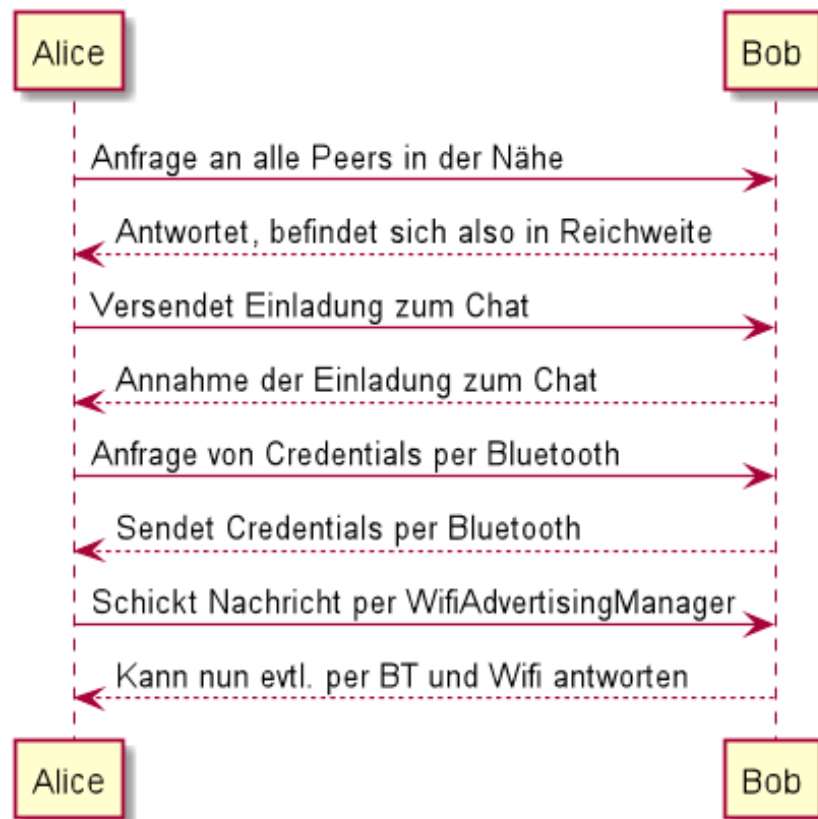 Alice
Bob
Anfrage an alle Peers in der Nähe
Antwortet, befindet sich also in Reichweite
Versendet Einladung zum Chat
Annahme der Einladung zum Chat
Anfrage von Credentials per Bluetooth
Sendet Credentials per Bluetooth
Schickt Nachricht per WifiAdvertisingManager
Kann nun evtl. per BT und Wifi antworten
Alice
Bob